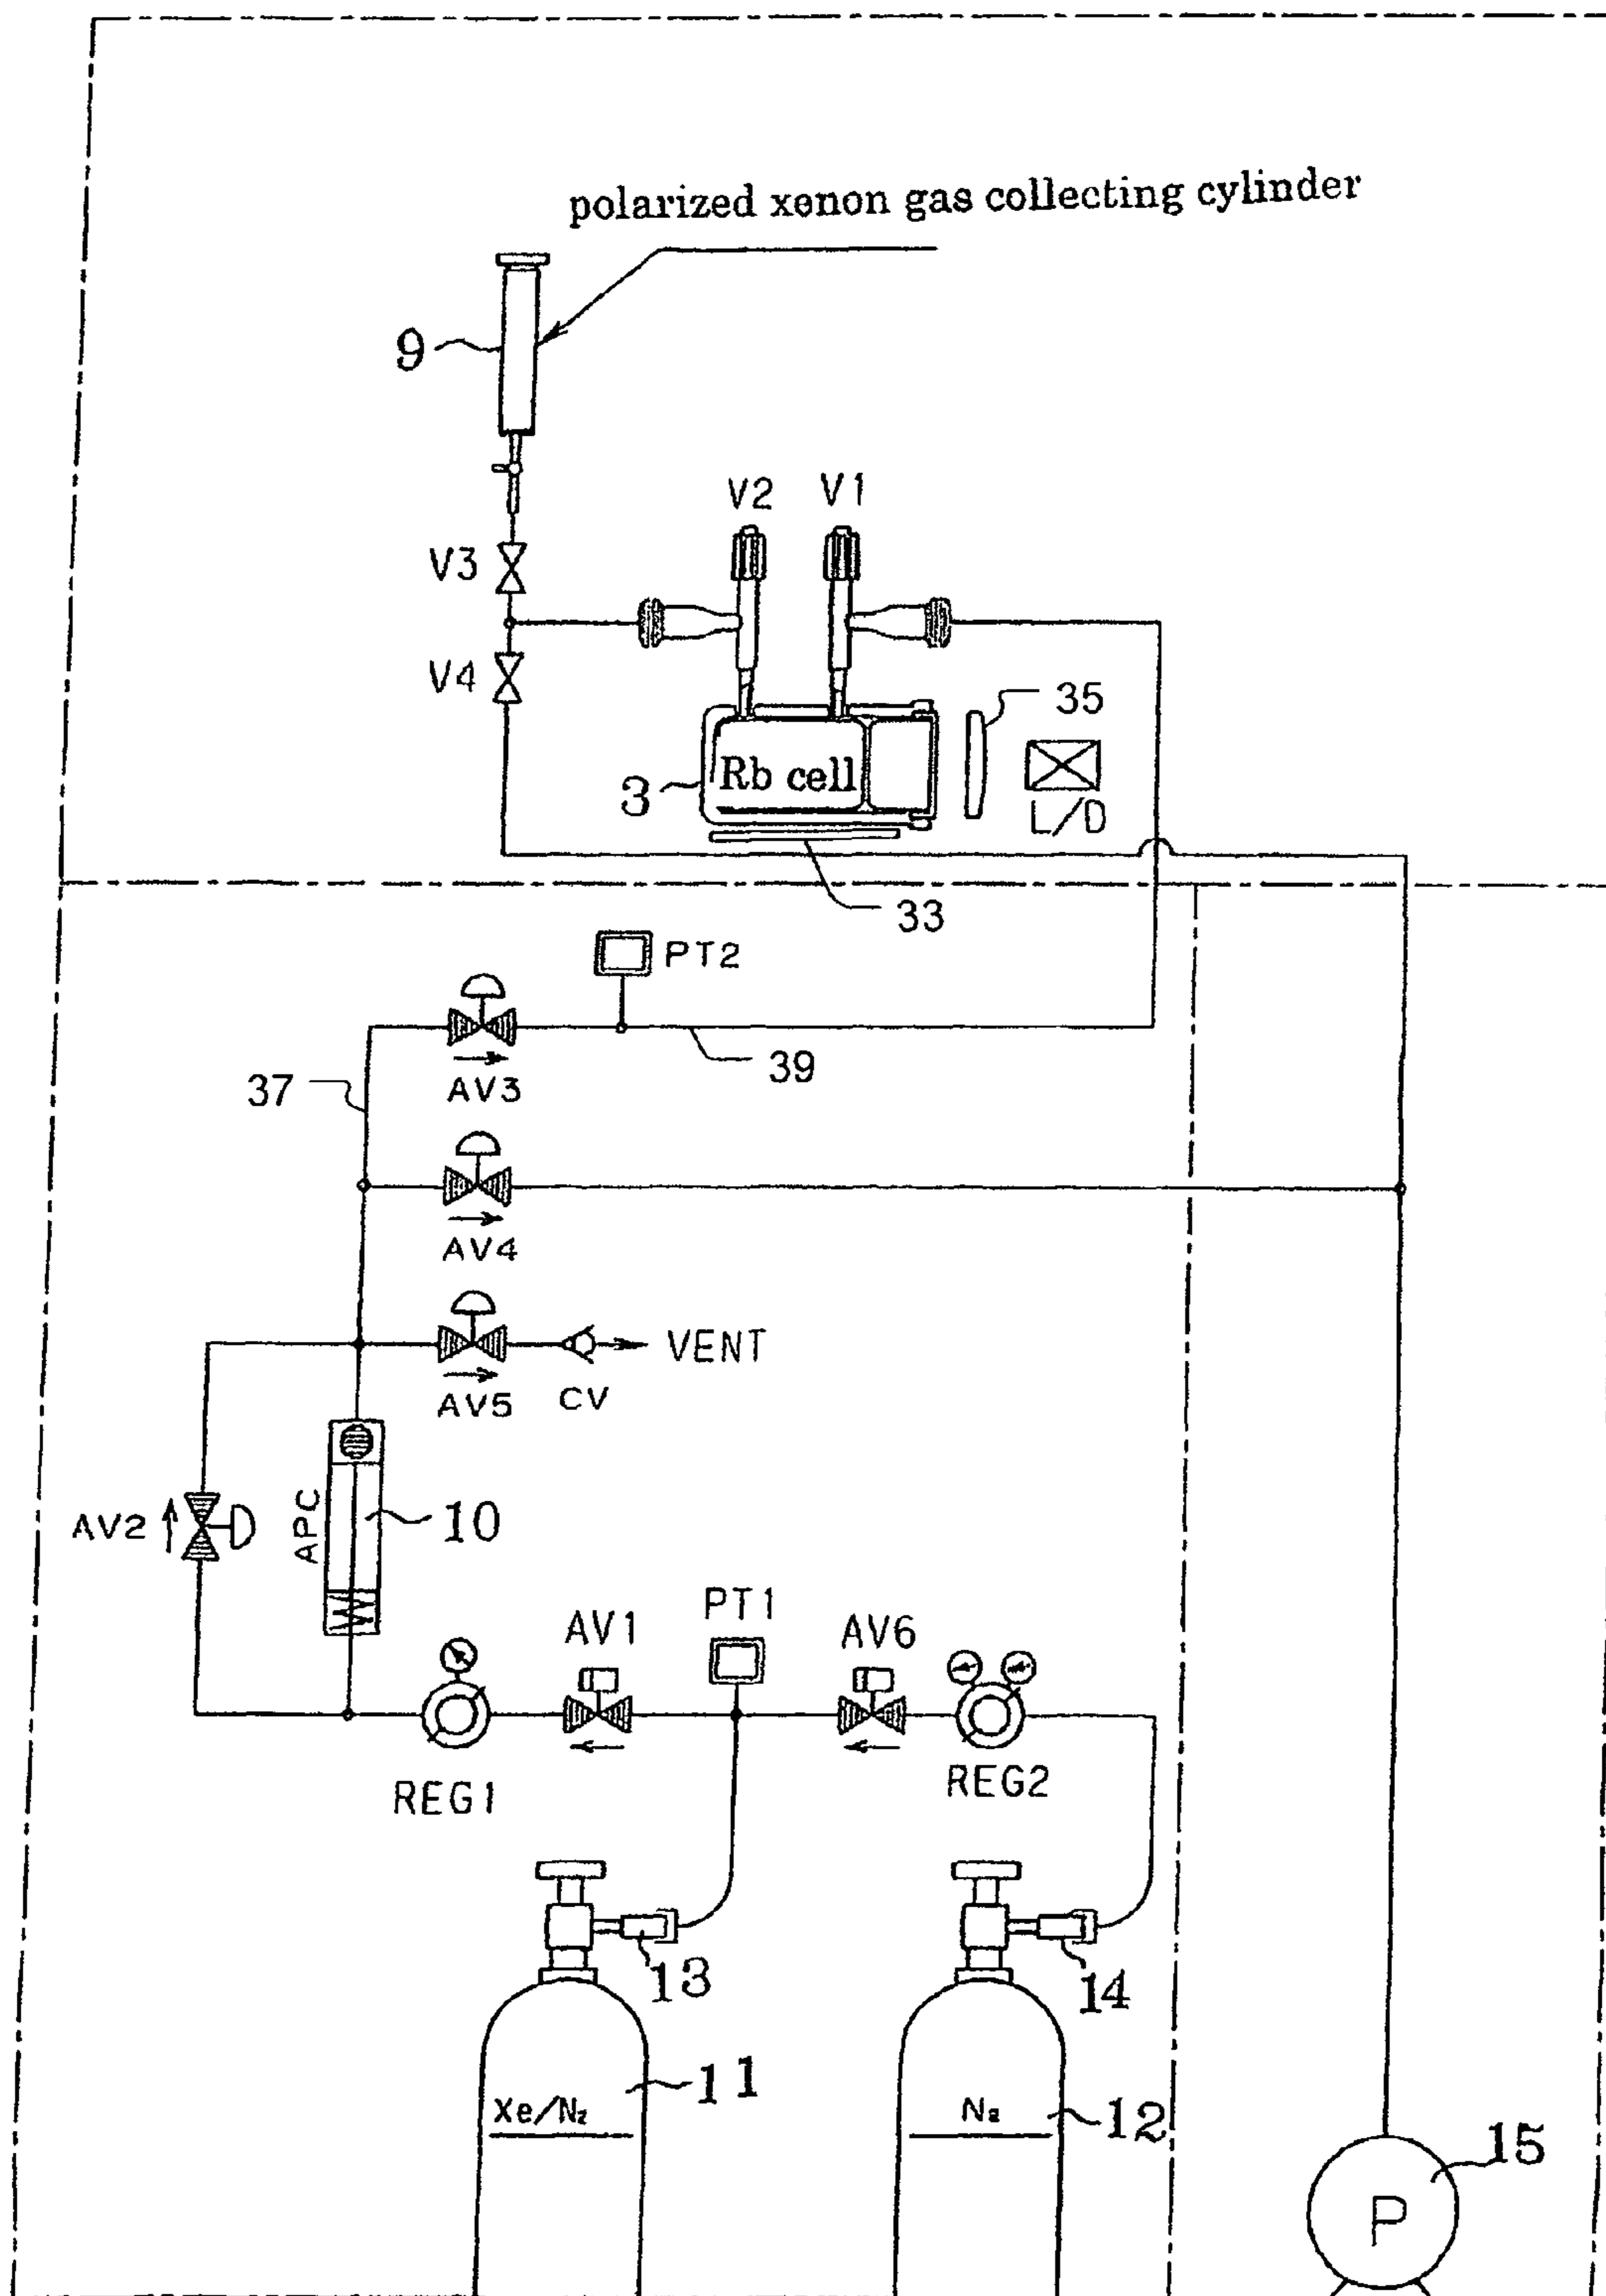 polarized xenon gas collecting cylinder
9
V2 V1
V3
V4
35
Rb cell
3
L/D
33
PT2
39
AV3
37
AV4
VENT
AV5 CV
AV2
APC
10
PT1
AV1
AV6
REG1
REG2
13
14
11
Xe/N₂
N₂
12
15
P